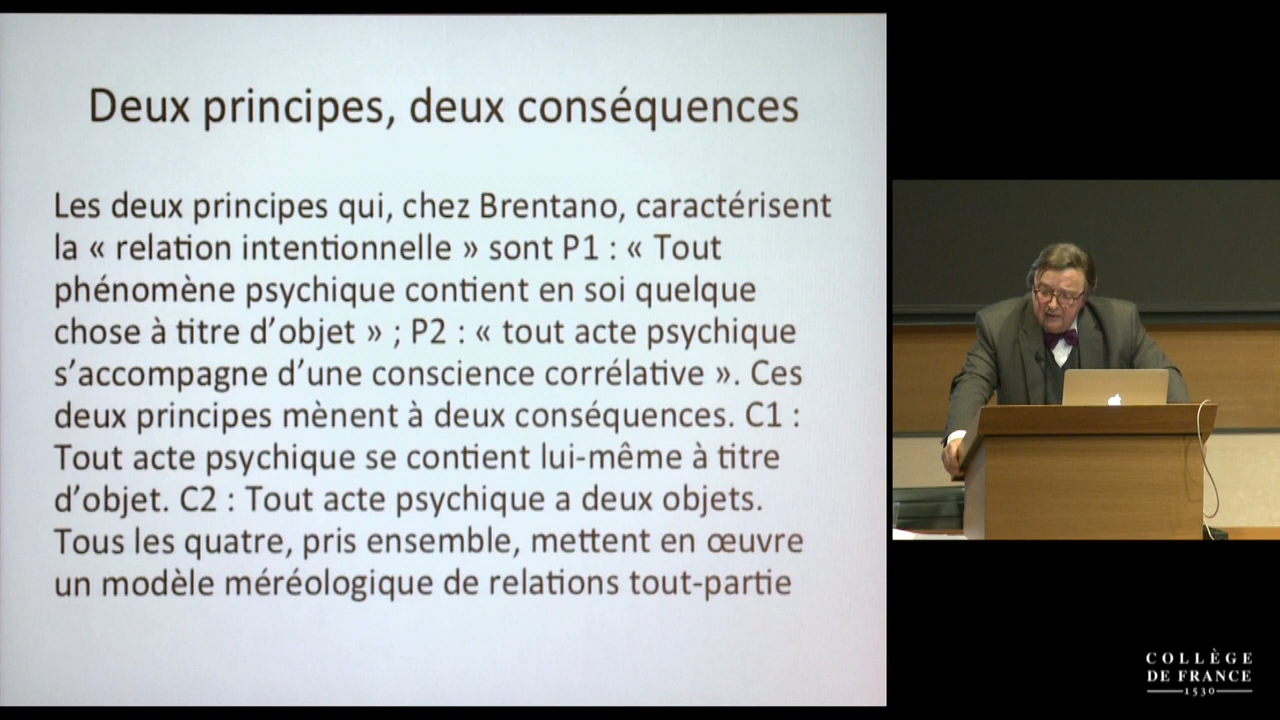 Deux principes, deux conséquences
Les deux principes qui, chez Brentano, caractérisent
la « relation intentionnelle » sont P1 : « Tout
phénomène psychique contient en soi quelque
chose à titre d’objet » ; P2 : « tout acte psychique
s’accompagne d’une conscience corrélative ». Ces
deux principes mènent à deux conséquences. C1 :
Tout acte psychique se contient lui-même à titre
d’objet. C2 : Tout acte psychique a deux objets.
Tous les quatre, pris ensemble, mettent en œuvre
un modèle méréologique de relations tout-partie
COLLÈGE
DE FRANCE
1530